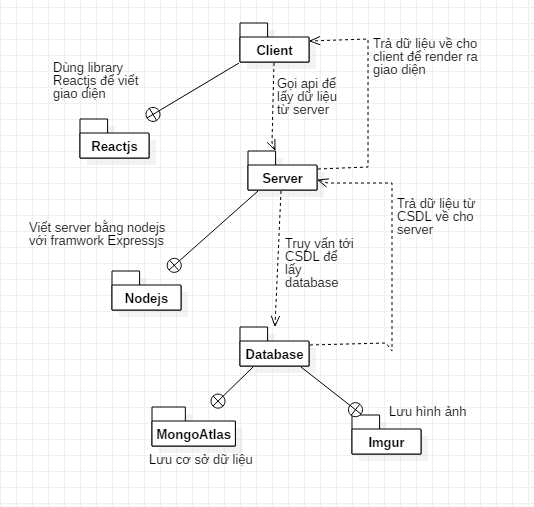 Client
Trả dữ liệu về cho
client để render ra
giao diện
Dùng library
Reactjs để viết
giao diện
Gọi api để
lấy dữ liệu
từ server
Reactjs
Server
Trả dữ liệu từ
CSDL về cho
server
Viết server bằng nodejs
với framwork Expressjs
Truy vấn tới
CSDL để
lấy
database
Nodejs
Database
Lưu hình ảnh
MongoAtlas
Imgur
Lưu cơ sở dữ liệu